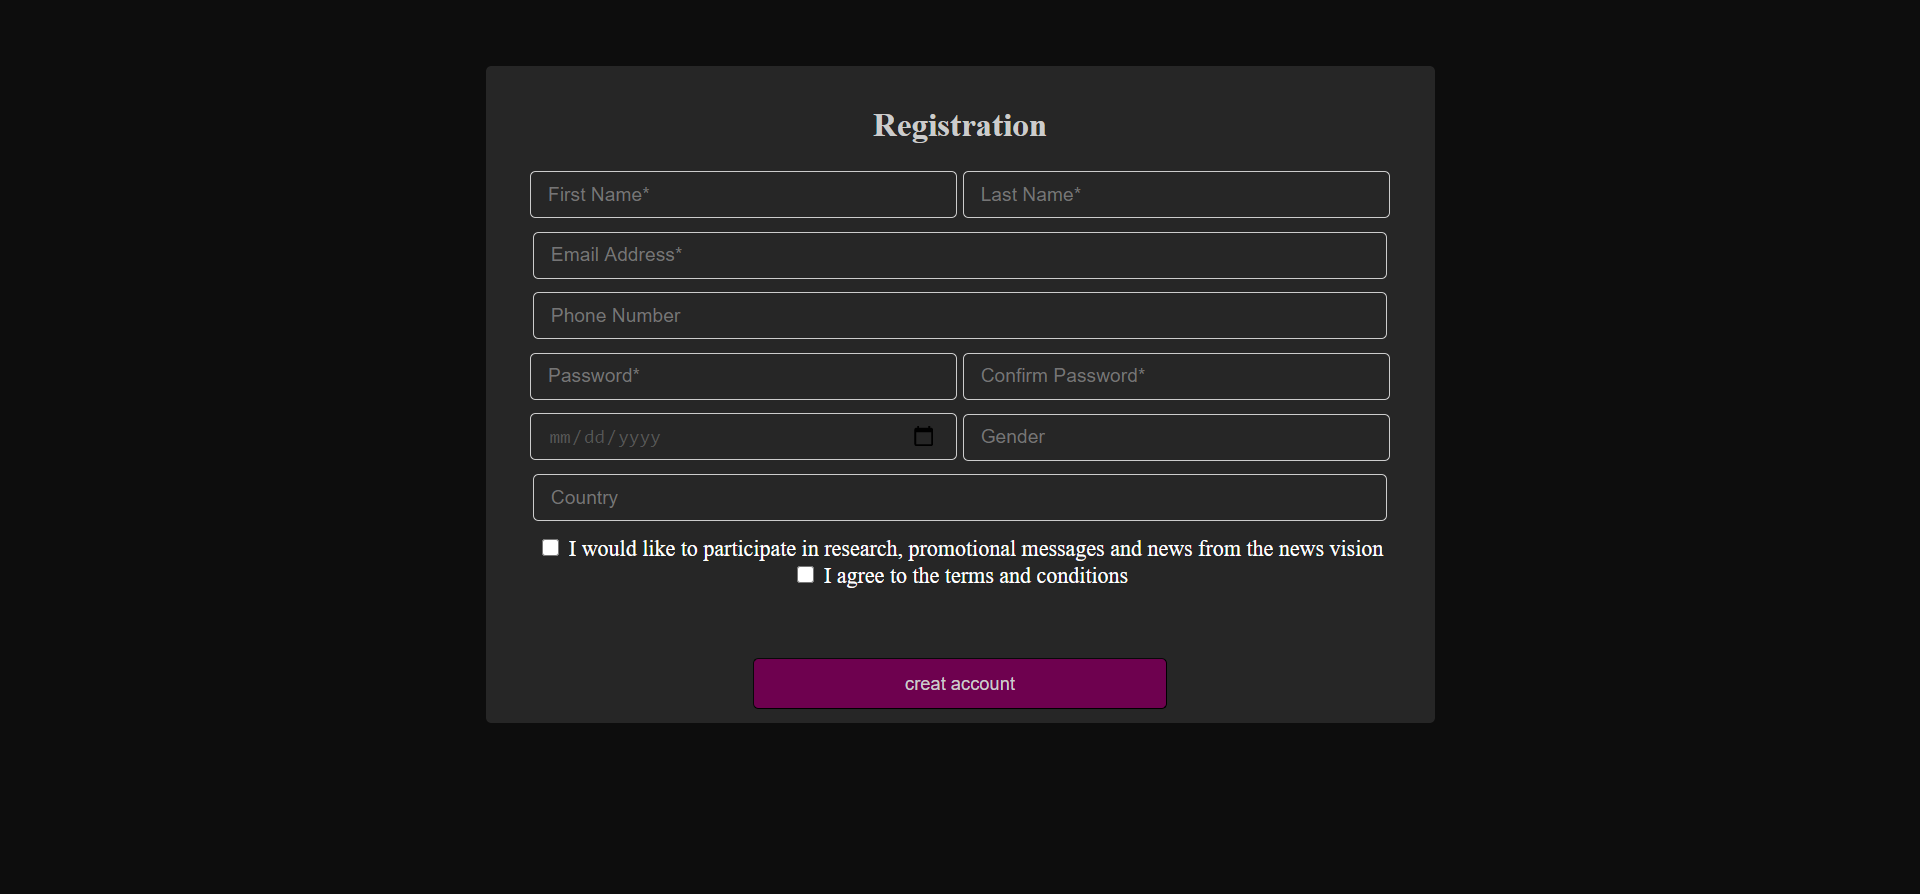 Registration
First Name* Last Name*
Email Address*
Phone Number
Password* Confirm Password*
mm/dd/yyyy Gender
Country
I would like to participate in research, promotional messages and news from the news vision
I agree to the terms and conditions
creat account